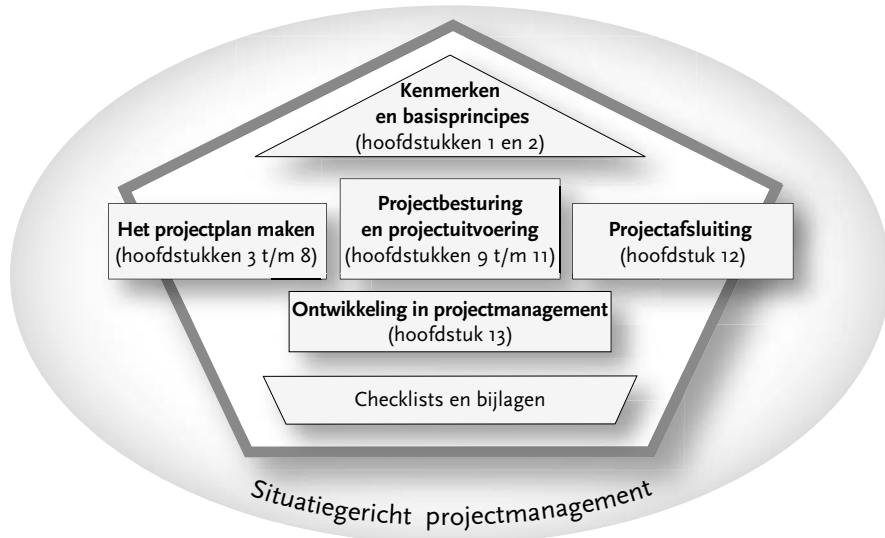 Kenmerken
en basisprincipes
(hoofdstukken 1 en 2)
Het projectplan maken
(hoofdstukken 3 t/m 8)
Projectbesturing
en projectuitvoering
(hoofdstukken 9 t/m 11)
Projectafsluiting
(hoofdstuk 12)
Ontwikkeling in projectmanagement
(hoofdstuk 13)
Checklists en bijlagen
Situatiegericht projectmanagement